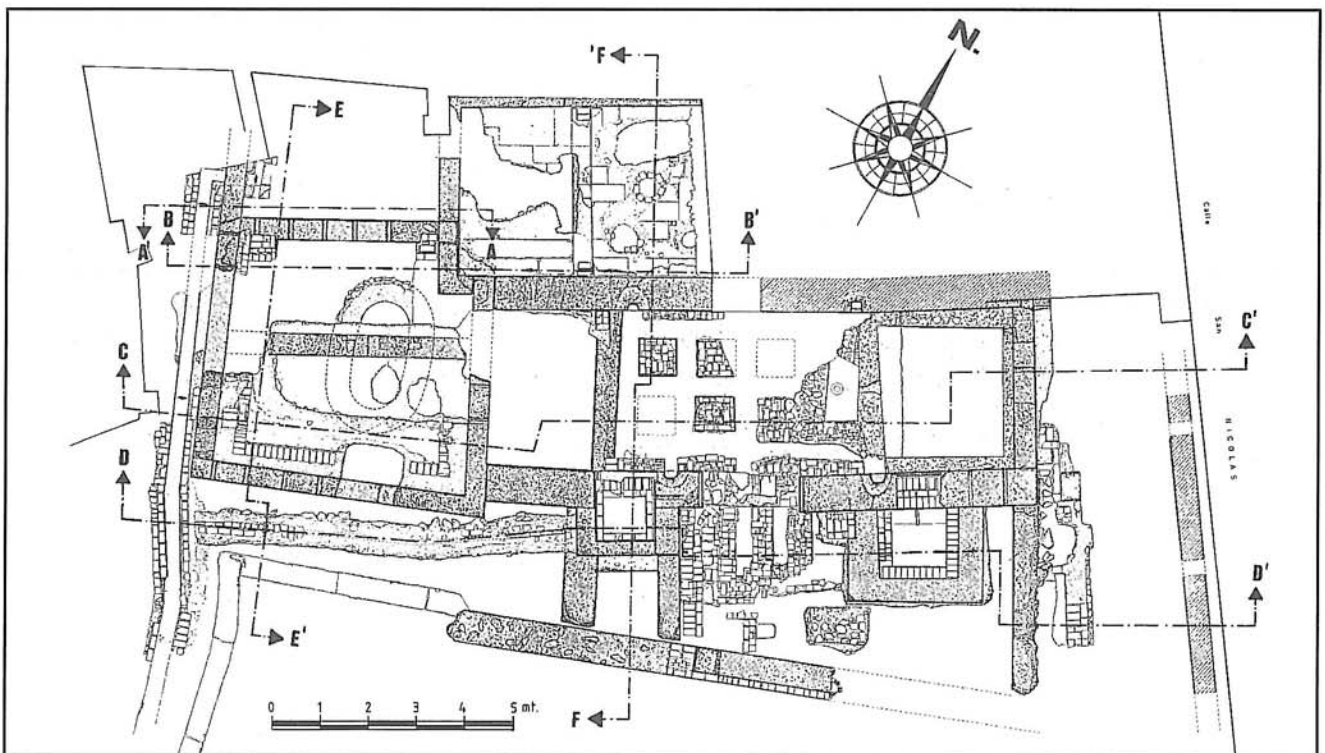 N.
'F
E
B
A'
A
B'
Calle
San
NICOLAS
C
C'
D
D'
E'
F
0 1 2 3 4 5 mt.